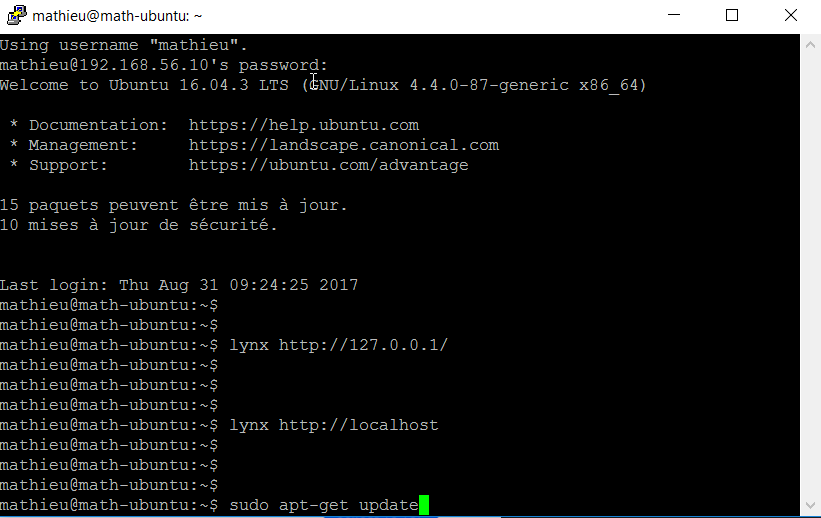 mathieu@math-ubuntu: ~
Using username "mathieu".
mathieu@192.168.56.10's password:
Welcome to Ubuntu 16.04.3 LTS (GNU/Linux 4.4.0-87-generic x86_64)
 * Documentation:  https://help.ubuntu.com
 * Management:     https://landscape.canonical.com
 * Support:        https://ubuntu.com/advantage
15 paquets peuvent être mis à jour.
10 mises à jour de sécurité.
Last login: Thu Aug 31 09:24:25 2017
mathieu@math-ubuntu:~$
mathieu@math-ubuntu:~$
mathieu@math-ubuntu:~$ lynx http://127.0.0.1/
mathieu@math-ubuntu:~$
mathieu@math-ubuntu:~$
mathieu@math-ubuntu:~$
mathieu@math-ubuntu:~$ lynx http://localhost
mathieu@math-ubuntu:~$
mathieu@math-ubuntu:~$
mathieu@math-ubuntu:~$
mathieu@math-ubuntu:~$ sudo apt-get update